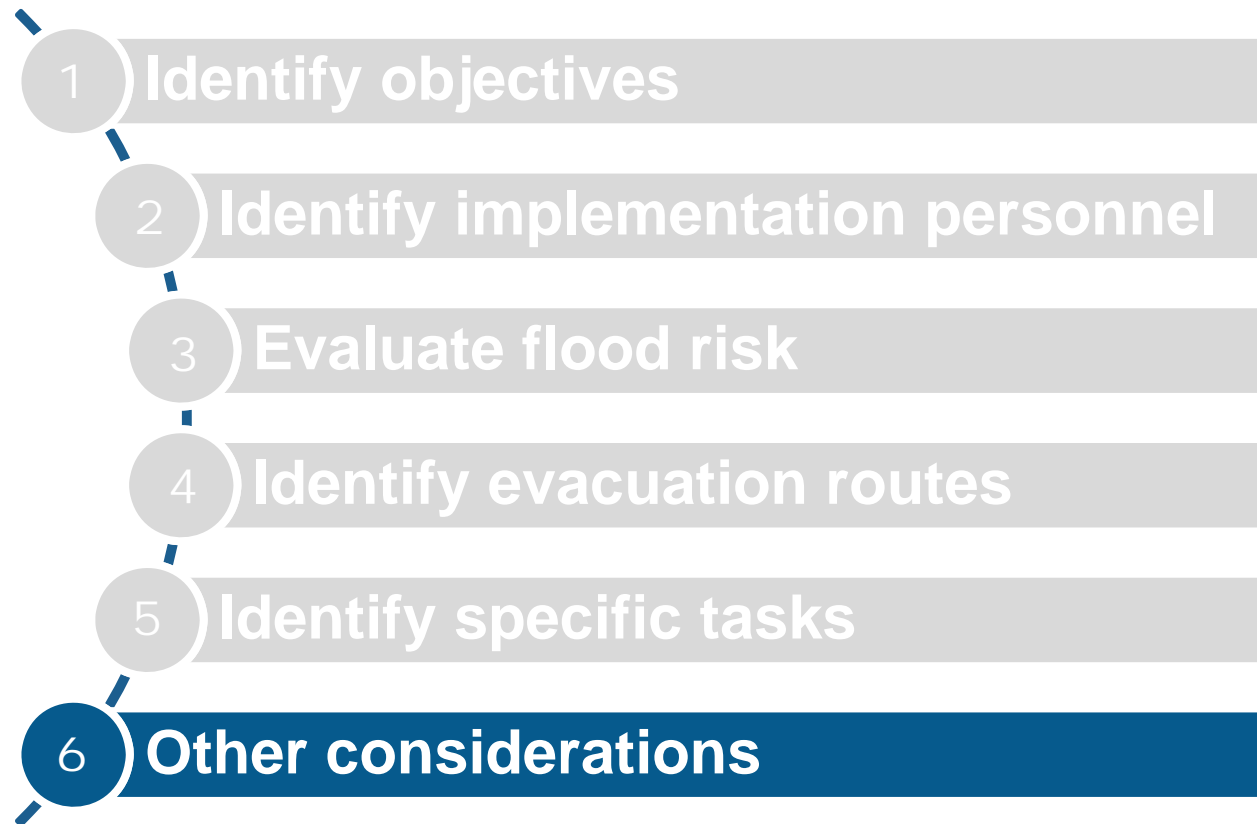 1 Identify objectives
2 Identify implementation personnel
3 Evaluate flood risk
4 Identify evacuation routes
5 Identify specific tasks
6 Other considerations